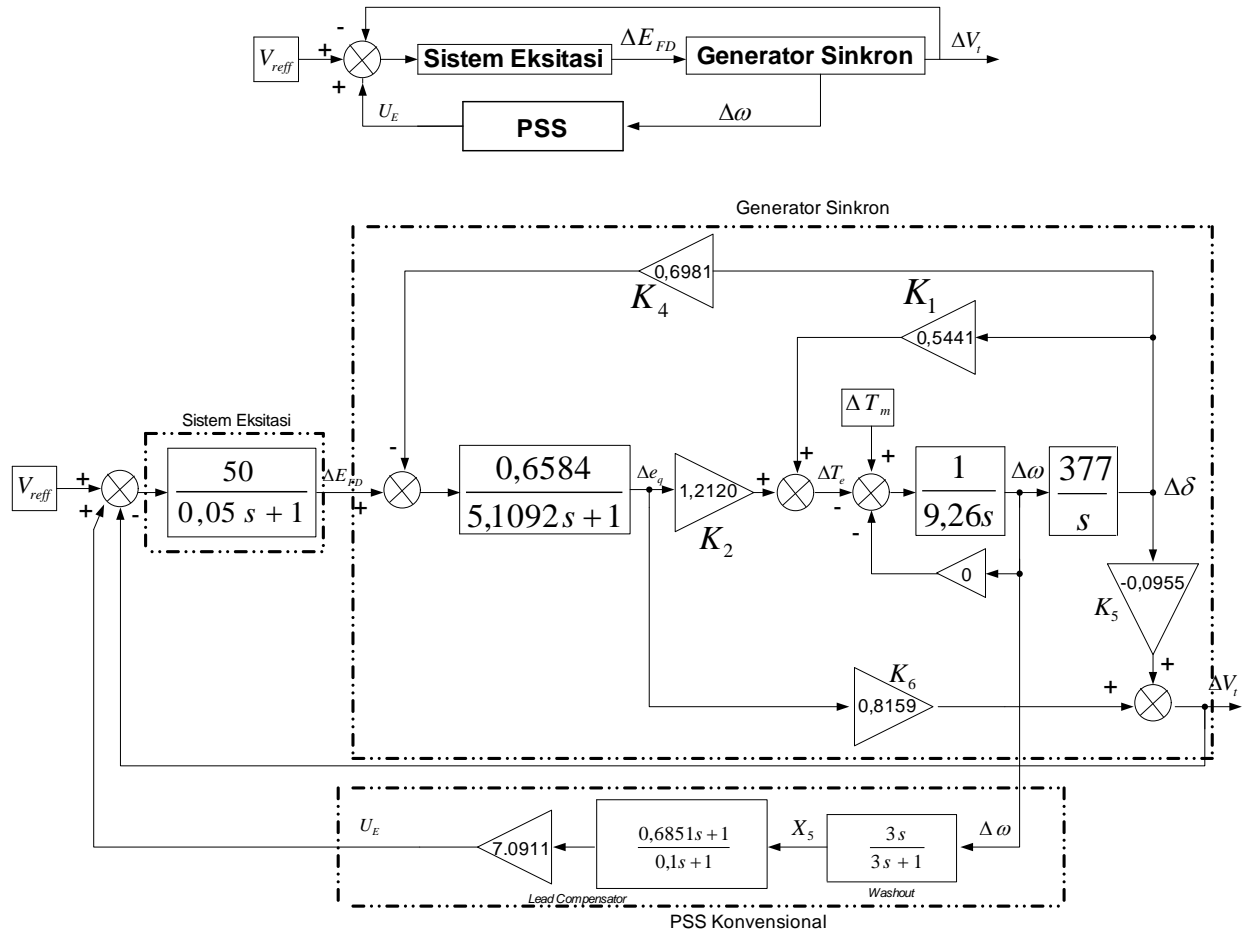 -
+
V_reff
+
Sistem Eksitasi
ΔE_FD
Generator Sinkron
ΔV_t
U_E
PSS
Δω
Generator Sinkron
0,6981
K_4
K_1
0,5441
ΔT_m
Sistem Eksitasi
V_reff
+
+
-
50
0,05 s + 1
ΔE_FD
-
+
0,6584
5,1092s + 1
Δe_q
1,2120
K_2
+
+
ΔT_e
+
-
-
1
9,26s
Δω
377
s
Δδ
0
-0,0955
K_5
K_6
0,8159
+
+
ΔV_t
U_E
7.0911
0,6851s + 1
0,1s + 1
Lead Compensator
X_5
3s
3s + 1
Washout
Δω
PSS Konvensional